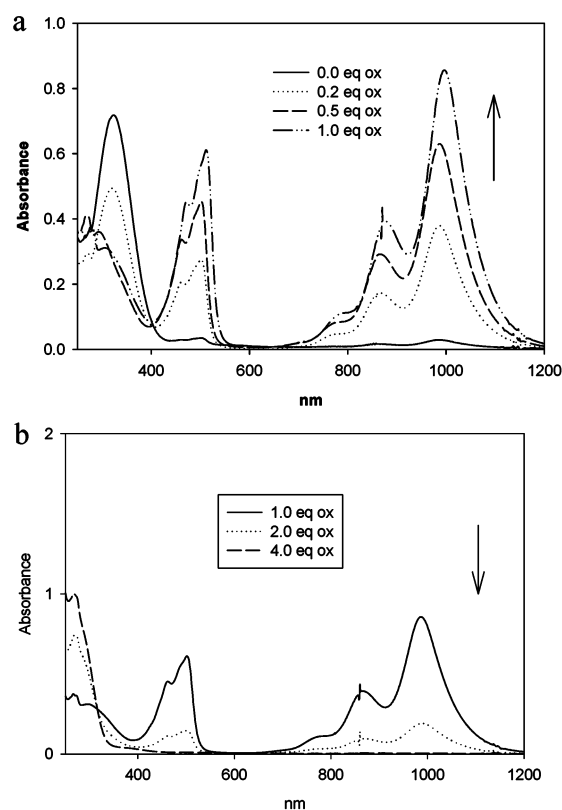 a
1.0
0.8
0.6
0.4
0.2
0.0
Absorbance
0.0 eq ox
0.2 eq ox
0.5 eq ox
1.0 eq ox
400 600 800 1000 1200
nm
b
2
1
0
Absorbance
1.0 eq ox
2.0 eq ox
4.0 eq ox
400 600 800 1000 1200
nm